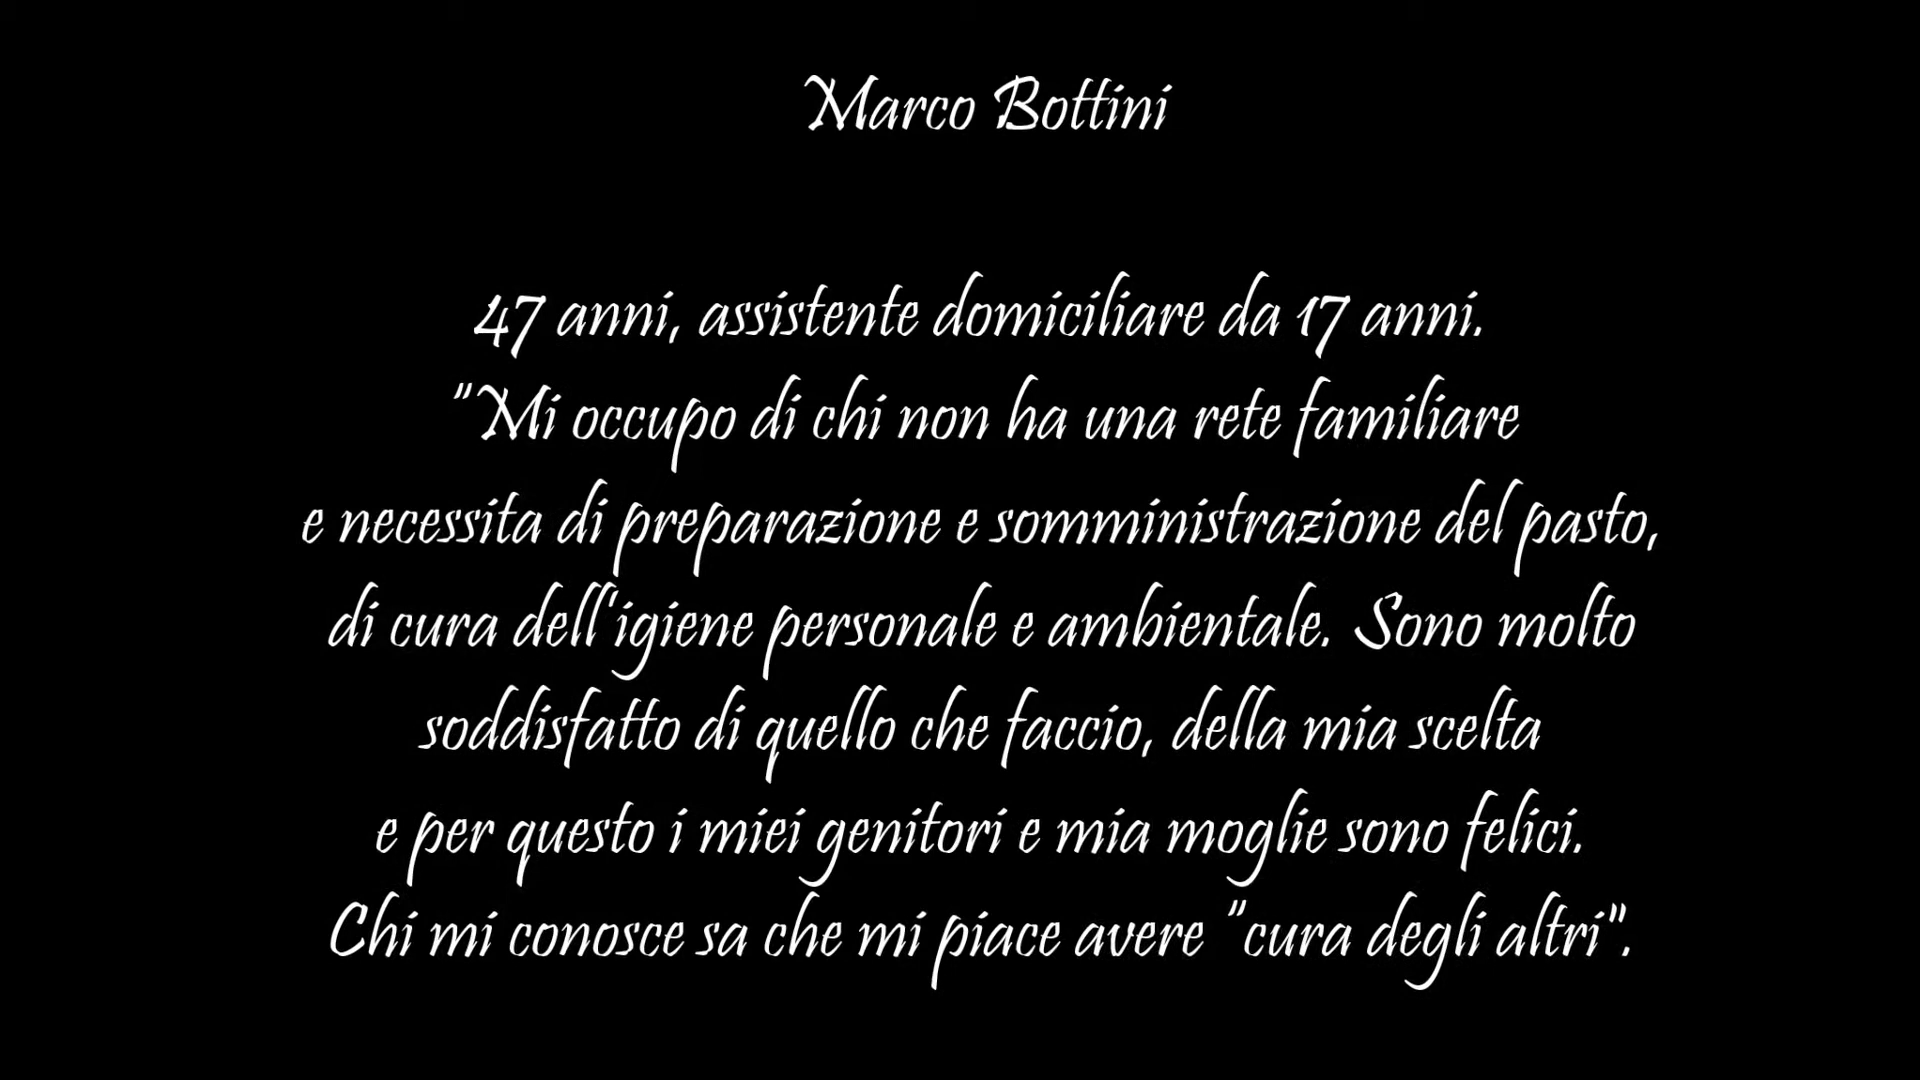 Marco Bottini
47 anni, assistente domiciliare da 17 anni.
"Mi occupo di chi non ha una rete familiare
e necessita di preparazione e somministrazione del pasto,
di cura dell'igiene personale e ambientale. Sono molto
soddisfatto di quello che faccio, della mia scelta
e per questo i miei genitori e mia moglie sono felici.
Chi mi conosce sa che mi piace avere "cura degli altri".